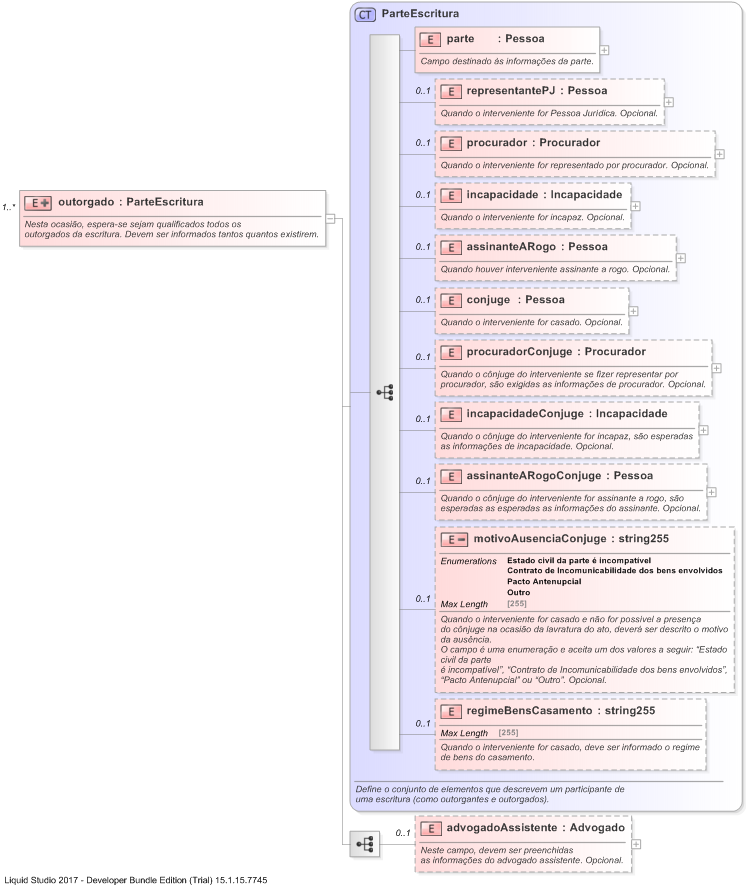 CT ParteEscritura
E parte : Pessoa
Campo destinado às informações da parte.
0..1
E representantePJ : Pessoa
Quando o interveniente for Pessoa Jurídica. Opcional.
0..1
E procurador : Procurador
Quando o interveniente for representado por procurador. Opcional.
1..*
E outorgado : ParteEscritura
Nesta ocasião, espera-se sejam qualificados todos os
outorgados da escritura. Devem ser informados tantos quantos existirem.
0..1
E incapacidade : Incapacidade
Quando o interveniente for incapaz. Opcional.
0..1
E assinanteARogo : Pessoa
Quando houver interveniente assinante a rogo. Opcional.
0..1
E conjuge : Pessoa
Quando o interveniente for casado. Opcional.
0..1
E procuradorConjuge : Procurador
Quando o cônjuge do interveniente se fizer representar por
procurador, são exigidas as informações de procurador. Opcional.
0..1
E incapacidadeConjuge : Incapacidade
Quando o cônjuge do interveniente for incapaz, são esperadas
as informações de incapacidade. Opcional.
0..1
E assinanteARogoConjuge : Pessoa
Quando o cônjuge do interveniente for assinante a rogo, são
esperadas as esperadas as informações do assinante. Opcional.
0..1
E motivoAusenciaConjuge : string255
Enumerations Estado civil da parte é incompatível
Contrato de Incomunicabilidade dos bens envolvidos
Pacto Antenupcial
Outro
Max Length [255]
Quando o interveniente for casado e não for possível a presença
do cônjuge na ocasião da lavratura do ato, deverá ser descrito o motivo
da ausência.
O campo é uma enumeração e aceita um dos valores a seguir: “Estado
civil da parte
é incompatível”, “Contrato de Incomunicabilidade dos bens envolvidos”,
“Pacto Antenupcial” ou “Outro”. Opcional.
0..1
E regimeBensCasamento : string255
Max Length [255]
Quando o interveniente for casado, deve ser informado o regime
de bens do casamento.
Define o conjunto de elementos que descrevem um participante de
uma escritura (como outorgantes e outorgados).
0..1
E advogadoAssistente : Advogado
Neste campo, devem ser preenchidas
as informações do advogado assistente. Opcional.
Liquid Studio 2017 - Developer Bundle Edition (Trial) 15.1.15.7745